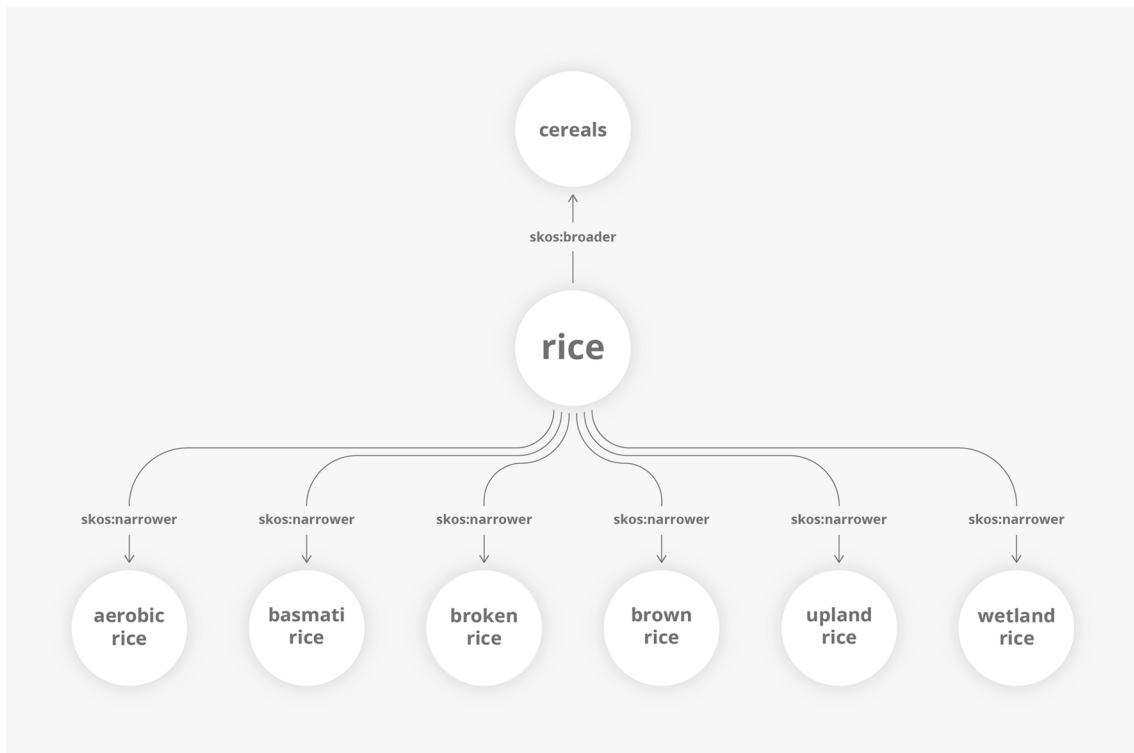 cereals
skos:broader
rice
skos:narrower
skos:narrower
skos:narrower
skos:narrower
skos:narrower
skos:narrower
aerobic
rice
basmati
rice
broken
rice
brown
rice
upland
rice
wetland
rice